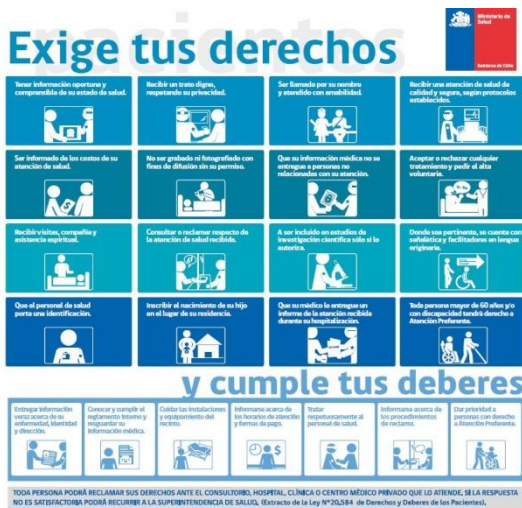 pacientes
Ministerio de
Salud
Gobierno de Chile
Exige tus derechos
Tener información oportuna y
comprensible de su estado de salud.
Recibir un trato digno,
respetando su privacidad.
Ser llamado por su nombre
y atendido con amabilidad.
Recibir una atención de salud de
calidad y segura, según protocolos
establecidos.
Ser informado de los costos de su
atención de salud.
No ser grabado ni fotografiado con
fines de difusión sin su permiso.
Que su información médica no se
entregue a personas no
relacionadas con su atención.
Aceptar o rechazar cualquier
tratamiento y pedir el alta
voluntaria.
Recibir visitas, compañía y
asistencia espiritual.
Consultar o reclamar respecto de
la atención de salud recibida.
A ser incluido en estudios de
investigación científica sólo si lo
autoriza.
Donde sea pertinente, se cuente con
señalética y facilitadores en lengua
originaria.
Que el personal de salud
porte una identificación.
Inscribir el nacimiento de su hijo
en el lugar de su residencia.
Que su médico le entregue un
informe de la atención recibida
durante su hospitalización.
Toda persona mayor de 60 años y/o
con discapacidad tendrá derecho a
Atención Preferente.
y cumple tus deberes
Entregar información
veraz acerca de su
enfermedad, identidad
y dirección.
Conocer y cumplir el
reglamento interno y
resguardar su
información médica.
Cuidar las instalaciones
y equipamiento del
recinto.
Informarse acerca de
los horarios de atención
y formas de pago.
Tratar
respetuosamente al
personal de salud.
Informarse acerca de
los procedimientos
de reclamo.
Dar prioridad a
personas con derecho
a Atención Preferente.
TODA PERSONA PODRÁ RECLAMAR SUS DERECHOS ANTE EL CONSULTORIO, HOSPITAL, CLÍNICA O CENTRO MÉDICO PRIVADO QUE LO ATIENDE, SI LA RESPUESTA
NO ES SATISFACTORIA PODRÁ RECURRIR A LA SUPERINTENDENCIA DE SALUD, (Extracto de la Ley N°20,584 de Derechos y Deberes de los Pacientes),